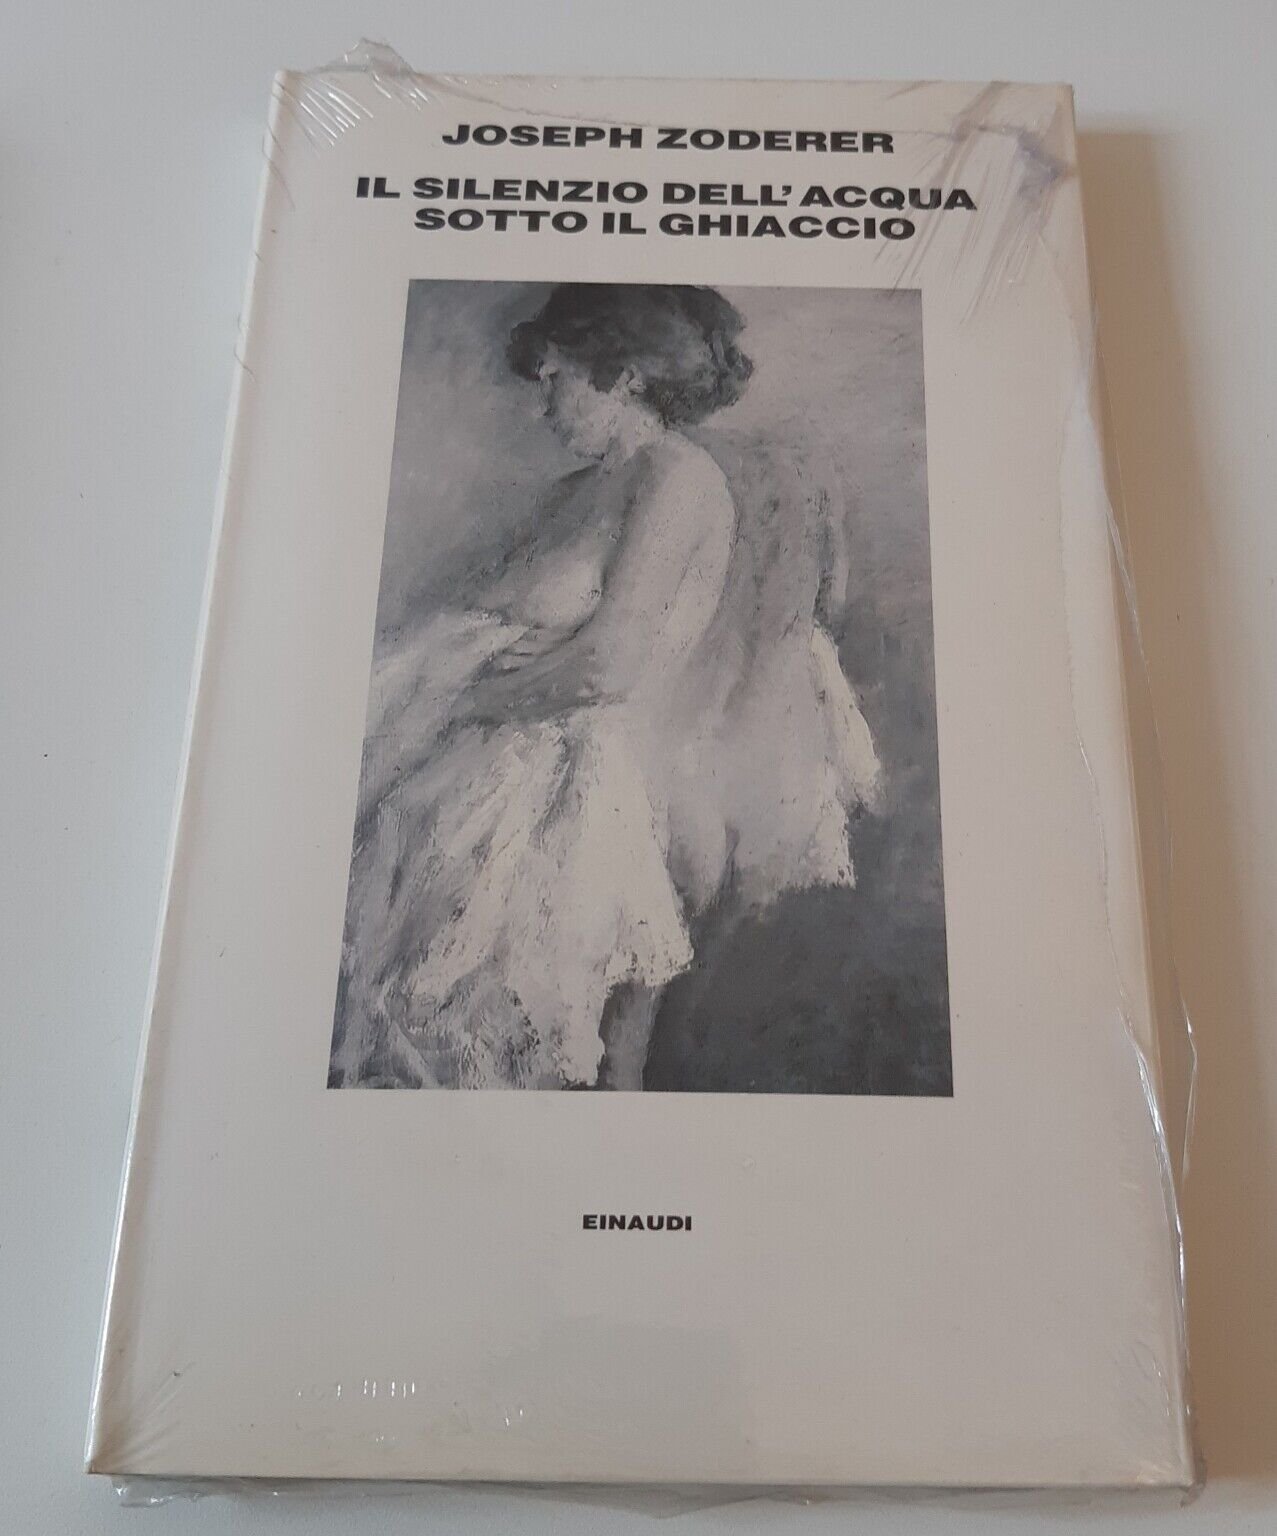 JOSEPH ZODERER
IL SILENZIO DELL'ACQUA
SOTTO IL GHIACCIO
EINAUDI